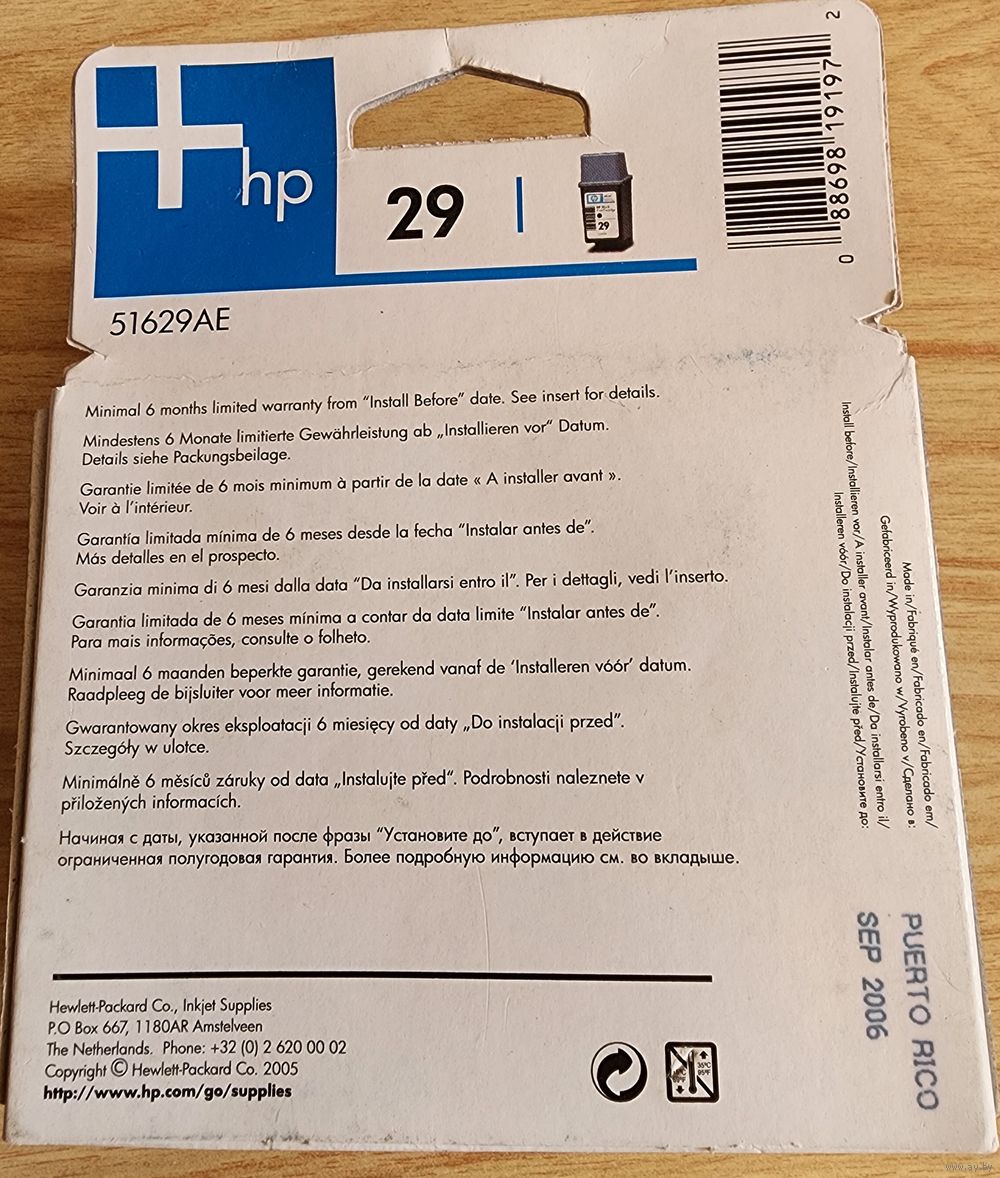 hp
29
29
51629AE
0 88698 19197 2
Minimal 6 months limited warranty from “Install Before” date. See insert for details.
Mindestens 6 Monate limitierte Gewährleistung ab „Installieren vor” Datum.
Details siehe Packungsbeilage.
Garantie limitée de 6 mois minimum à partir de la date « A installer avant ».
Voir à l’intérieur.
Garantía limitada mínima de 6 meses desde la fecha “Instalar antes de”.
Más detalles en el prospecto.
Garanzia minima di 6 mesi dalla data “Da installarsi entro il”. Per i dettagli, vedi l’inserto.
Garantia limitada de 6 meses mínima a contar da data limite “Instalar antes de”.
Para mais informações, consulte o folheto.
Minimaal 6 maanden beperkte garantie, gerekend vanaf de ‘Installeren vóór’ datum.
Raadpleeg de bijsluiter voor meer informatie.
Gwarantowany okres eksploatacji 6 miesięcy od daty „Do instalacji przed”.
Szczegóły w ulotce.
Minimálně 6 měsíců záruky od data „Instalujte před“. Podrobnosti naleznete v
přiložených informacích.
Начиная с даты, указанной после фразы “Установите до”, вступает в действие
ограниченная полугодовая гарантия. Более подробную информацию см. во вкладыше.
Made in/Fabriqué en/Fabricado en/Fabricado em/
Gefabriceerd in/Wyprodukowano w/Vyrobeno v/Сделано в:
Install before/Installieren vor/A installer avant/Instalar antes de/Da installarsi entro il/
Installeren vóór/Do instalacji przed/Instalujte před/Установите до:
PUERTO RICO
SEP 2006
Hewlett-Packard Co., Inkjet Supplies
P.O Box 667, 1180AR Amstelveen
The Netherlands. Phone: +32 (0) 2 620 00 02
Copyright © Hewlett-Packard Co. 2005
http://www.hp.com/go/supplies
35ºC
95ºF
www.ay.by